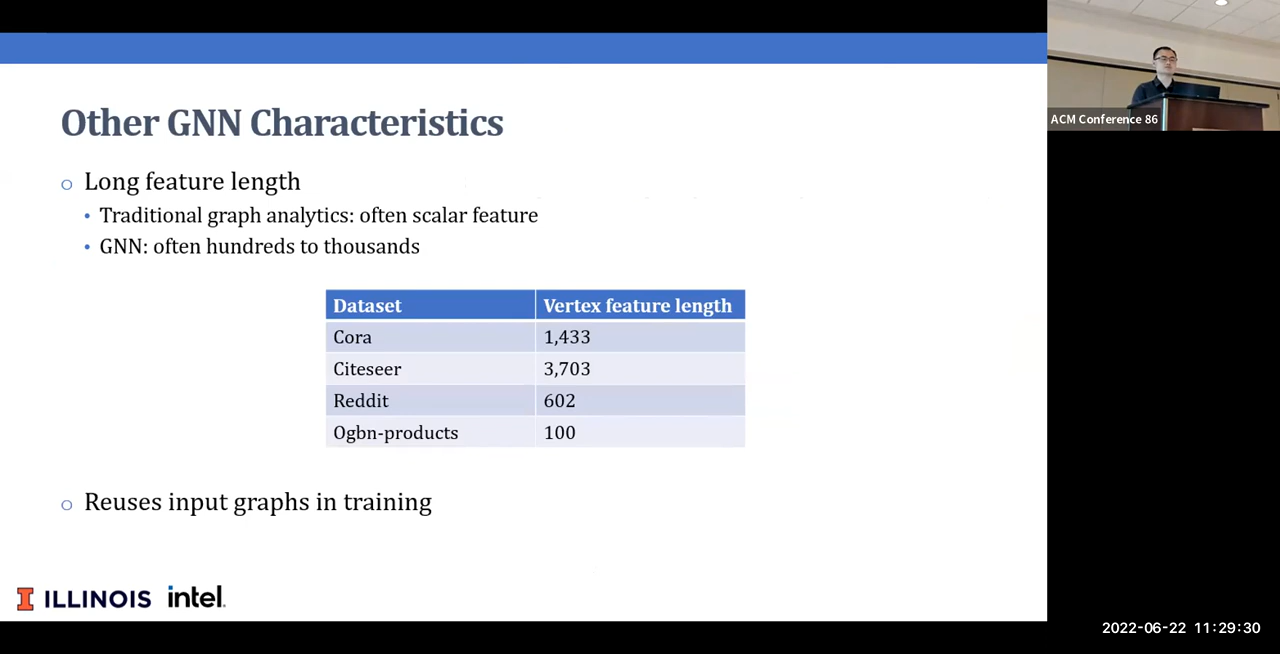 Other GNN Characteristics
Long feature length
Traditional graph analytics: often scalar feature
GNN: often hundreds to thousands
Dataset Vertex feature length
Cora 1,433
Citeseer 3,703
Reddit 602
Ogbn-products 100
Reuses input graphs in training
I ILLINOIS intel.
ACM Conference 86
2022-06-22 11:29:30